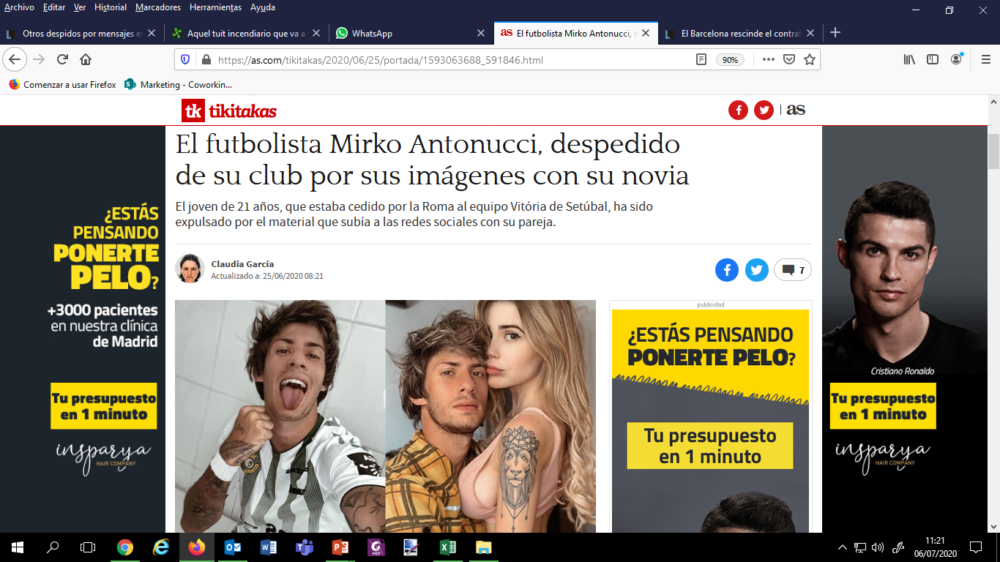 Archivo Editar Ver Historial Marcadores Herramientas Ayuda
Otros despidos por mensajes e
Aquel tuit incendiario que va a
WhatsApp
as El futbolista Mirko Antonucci,
El Barcelona rescinde el contrat
https://as.com/tikitakas/2020/06/25/portada/1593063688_591846.html
90%
Comenzar a usar Firefox
Marketing - Coworkin...
tk tikitakas
as
El futbolista Mirko Antonucci, despedido
de su club por sus imágenes con su novia
El joven de 21 años, que estaba cedido por la Roma al equipo Vitória de Setúbal, ha sido
expulsado por el material que subía a las redes sociales con su pareja.
Claudia García
Actualizado a: 25/06/2020 08:21
7
¿ESTÁS
PENSANDO
PONERTE
PELO?
+3000 pacientes
en nuestra clínica
de Madrid
Tu presupuesto
en 1 minuto
insparya
HAIR COMPANY
publicidad
¿ESTÁS PENSANDO
PONERTE PELO?
Tu presupuesto
en 1 minuto
Cristiano Ronaldo
Tu presupuesto
en 1 minuto
insparya
HAIR COMPANY
11:21
06/07/2020